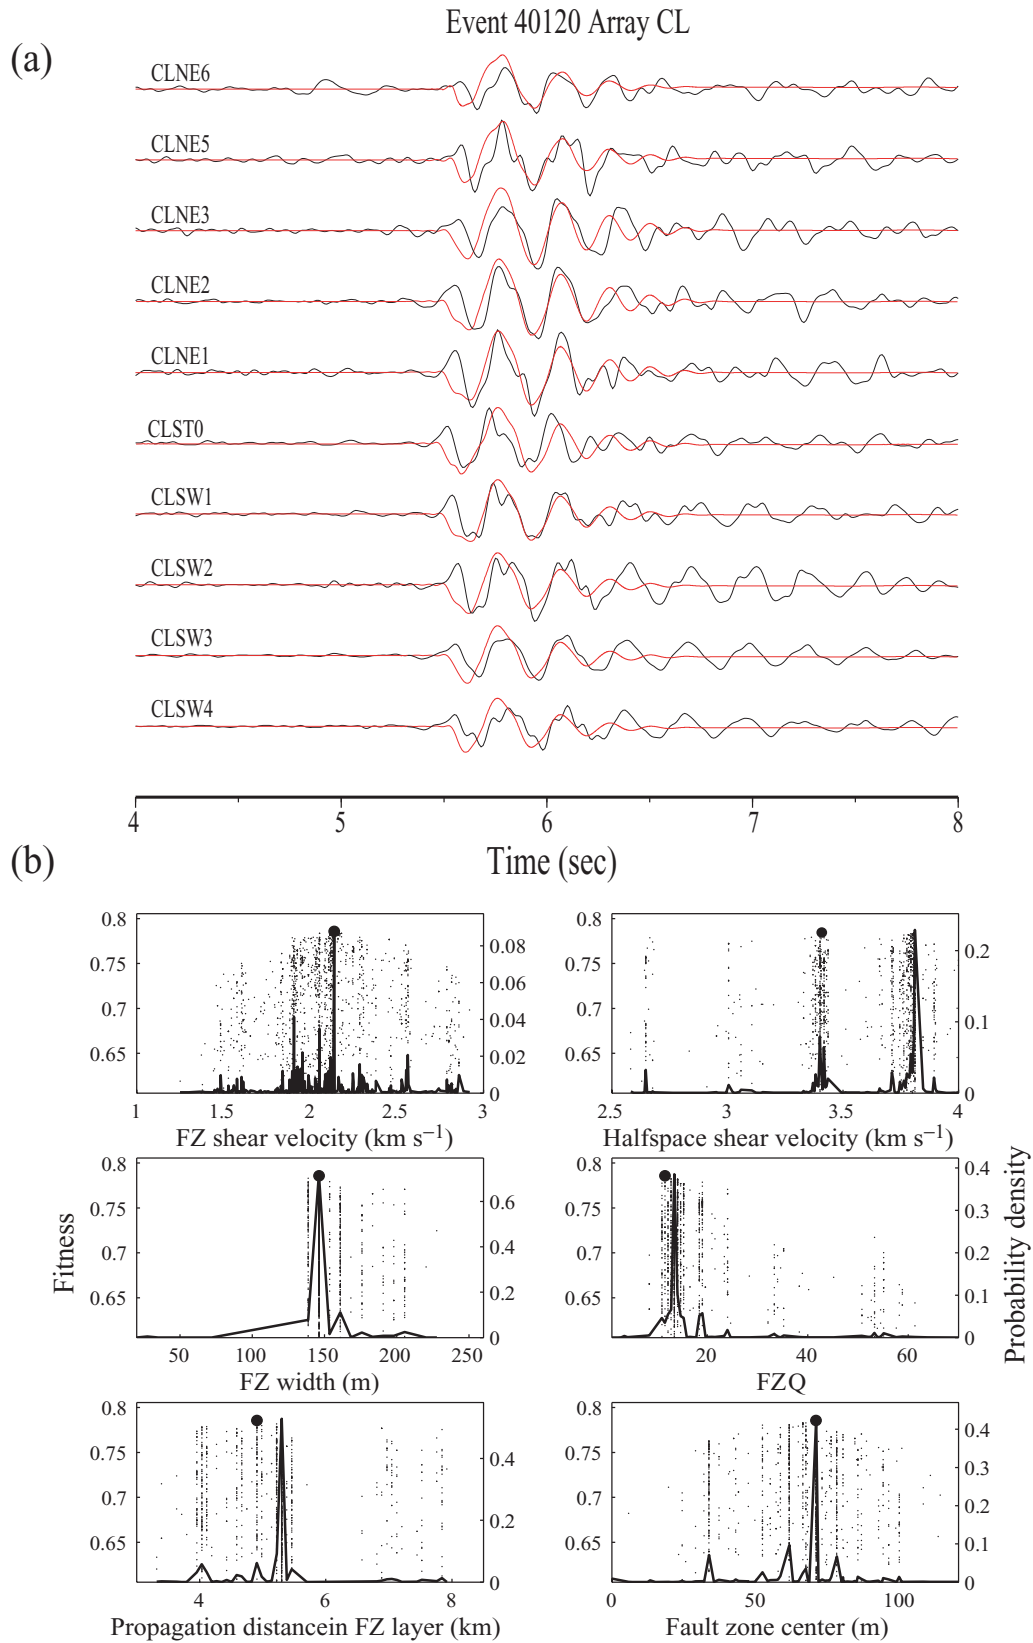 Event 40120 Array CL
(a)
CLNE6
CLNE5
CLNE3
CLNE2
CLNE1
CLST0
CLSW1
CLSW2
CLSW3
CLSW4
4 5 6 7 8
Time (sec)
(b)
0.8 0.75 0.7 0.65
0.08 0.06 0.04 0.02 0
1 1.5 2 2.5 3
FZ shear velocity (km s⁻¹)
0.2 0.1 0
2.5 3 3.5 4
Halfspace shear velocity (km s⁻¹)
Fitness
0.8 0.75 0.7 0.65
0.6 0.4 0.2 0
50 100 150 200 250
FZ width (m)
0.8 0.75 0.7 0.65
0.4 0.3 0.2 0.1 0
20 40 60
FZQ
Probability density
0.8 0.75 0.7 0.65
0.4 0.2 0
4 6 8
Propagation distancein FZ layer (km)
0.8 0.75 0.7 0.65
0.4 0.3 0.2 0.1 0
0 50 100
Fault zone center (m)